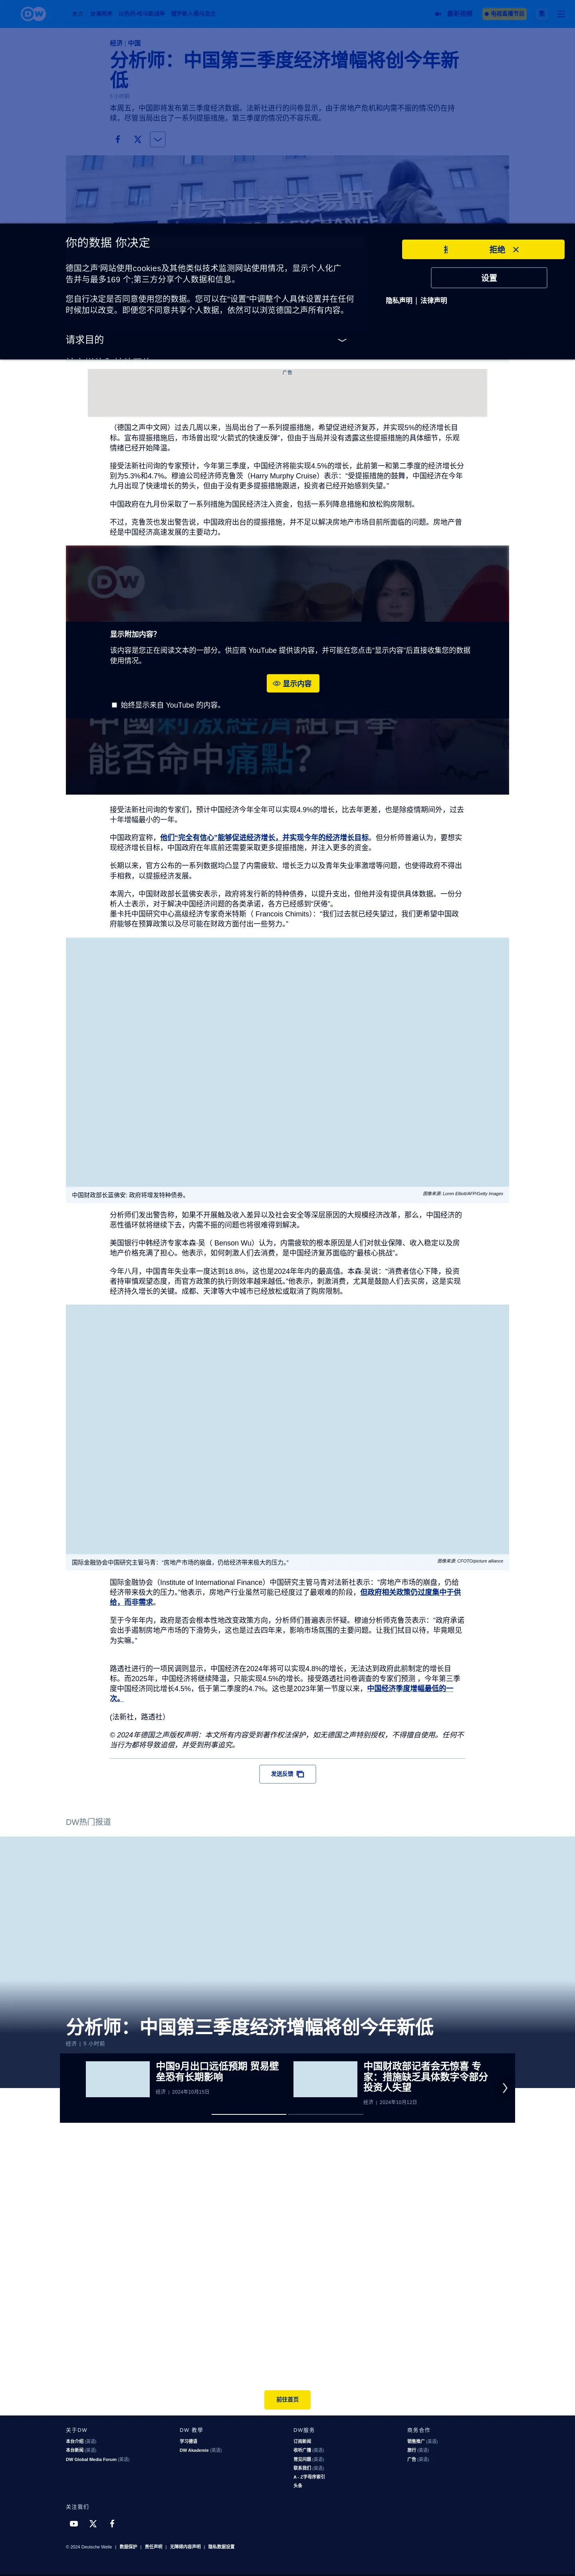 DW
最新视频
电视直播节目
经济 | 中国
分析师：中国第三季度经济增幅将创今年新
低
5 小时前
本周五，中国即将发布第三季度经济数据。法新社进行的问卷显示，由于房地产危机和内需不振的情况仍在持
续，尽管当局出台了一系列提振措施，第三季度的情况仍不容乐观。
北京证券交易所
你的数据 你决定
德国之声'网站使用cookies及其他类似技术监测网站使用情况，显示个人化广
告并与最多169 个;第三方分享个人数据和信息。
您自行决定是否同意使用您的数据。您可以在"设置"中调整个人具体设置并在任何
时候加以改变。即便您不同意共享个人数据，依然可以浏览德国之声所有内容。
请求目的
拒绝
设置
隐私声明 | 法律声明
广告
（德国之声中文网）过去几周以来，当局出台了一系列提振措施，希望促进经济复苏，并实现5%的经济增长目
标。宣布提振措施后，市场曾出现"火箭式的快速反弹"，但由于当局并没有透露这些提振措施的具体细节，乐观
情绪已经开始降温。
接受法新社问询的专家预计，今年第三季度，中国经济将能实现4.5%的增长，此前第一和第二季度的经济增长分
别为5.3%和4.7%。穆迪公司经济师克鲁茨（Harry Murphy Cruise）表示："受提振措施的鼓舞，中国经济在今年
九月出现了快速增长的势头，但由于没有更多提振措施跟进，投资者已经开始感到失望。"
中国政府在九月份采取了一系列措施为国民经济注入资金，包括一系列降息措施和放松购房限制。
不过，克鲁茨也发出警告说，中国政府出台的提振措施，并不足以解决房地产市场目前所面临的问题。房地产曾
经是中国经济高速发展的主要动力。
DW
显示附加内容?
该内容是您正在阅读文本的一部分。供应商 YouTube 提供该内容，并可能在您点击"显示内容"后直接收集您的数据
使用情况。
显示内容
始终显示来自 YouTube 的内容。
中國刺激經濟組合拳
能否命中痛點？
接受法新社问询的专家们，预计中国经济今年全年可以实现4.9%的增长，比去年更差，也是除疫情期间外，过去
十年增幅最小的一年。
中国政府宣称，他们"完全有信心"能够促进经济增长，并实现今年的经济增长目标。但分析师普遍认为，要想实
现经济增长目标，中国政府在年底前还需要采取更多提振措施，并注入更多的资金。
长期以来，官方公布的一系列数据均凸显了内需疲软、增长乏力以及青年失业率激增等问题，也使得政府不得出
手相救，以提振经济发展。
本周六，中国财政部长蓝佛安表示，政府将发行新的特种债券，以提升支出，但他并没有提供具体数据。一份分
析人士表示，对于解决中国经济问题的各类承诺，各方已经感到"厌倦"。
墨卡托中国研究中心高级经济专家奇米特斯（ Francois Chimits）："我们过去就已经失望过，我们更希望中国政
府能够在预算政策以及尽可能在财政方面付出一些努力。"
中国财政部长蓝佛安: 政府将增发特种债券。
图像来源: Loren Elliott/AFP/Getty Images
分析师们发出警告称，如果不开展触及收入差异以及社会安全等深层原因的大规模经济改革，那么，中国经济的
恶性循环就将继续下去，内需不振的问题也将很难得到解决。
美国银行中韩经济专家本森·吴（ Benson Wu）认为，内需疲软的根本原因是人们对就业保障、收入稳定以及房
地产价格充满了担心。他表示，如何刺激人们去消费，是中国经济复苏面临的"最核心挑战"。
今年八月，中国青年失业率一度达到18.8%，这也是2024年年内的最高值。本森·吴说："消费者信心下降，投资
者持审慎观望态度，而官方政策的执行则效率越来越低。"他表示，刺激消费，尤其是鼓励人们去买房，这是实现
经济持久增长的关键。成都、天津等大中城市已经放松或取消了购房限制。
国际金融协会中国研究主管马青："房地产市场的崩盘，仍给经济带来极大的压力。"
图像来源: CFOTO/picture alliance
国际金融协会（Institute of International Finance）中国研究主管马青对法新社表示："房地产市场的崩盘，仍给
经济带来极大的压力。"他表示，房地产行业虽然可能已经度过了最艰难的阶段，但政府相关政策仍过度集中于供
给，而非需求。
至于今年年内，政府是否会根本性地改变政策方向，分析师们普遍表示怀疑。穆迪分析师克鲁茨表示："政府承诺
会出手遏制房地产市场的下滑势头，这也是过去四年来，影响市场氛围的主要问题。让我们拭目以待，毕竟眼见
为实嘛。"
路透社进行的一项民调则显示，中国经济在2024年将可以实现4.8%的增长，无法达到政府此前制定的增长目
标。而2025年，中国经济将继续降温，只能实现4.5%的增长。接受路透社问卷调查的专家们预测 ，今年第三季
度中国经济同比增长4.5%，低于第二季度的4.7%。这也是2023年第一节度以来，中国经济季度增幅最低的一
次。
(法新社，路透社）
© 2024年德国之声版权声明：本文所有内容受到著作权法保护，如无德国之声特别授权，不得擅自使用。任何不
当行为都将导致追偿，并受到刑事追究。
发送反馈
DW热门报道
分析师：中国第三季度经济增幅将创今年新低
经济 | 5 小时前
中国9月出口远低预期 贸易壁
垒恐有长期影响
经济 | 2024年10月15日
中国财政部记者会无惊喜 专
家：措施缺乏具体数字令部分
投资人失望
经济 | 2024年10月12日
前往首页
关于DW
本台介绍 (英语)
本台新闻 (英语)
DW Global Media Forum (英语)
DW 教學
学习德语
DW Akademie (英语)
DW服务
订阅新闻
收听广播 (英语)
常见问题 (英语)
联系我们 (英语)
A - Z字母序索引
头条
商务合作
销售推广 (英语)
旅行 (英语)
广告 (英语)
关注我们
© 2024 Deutsche Welle | 数据保护 | 责任声明 | 无障碍内容声明 | 隐私数据设置